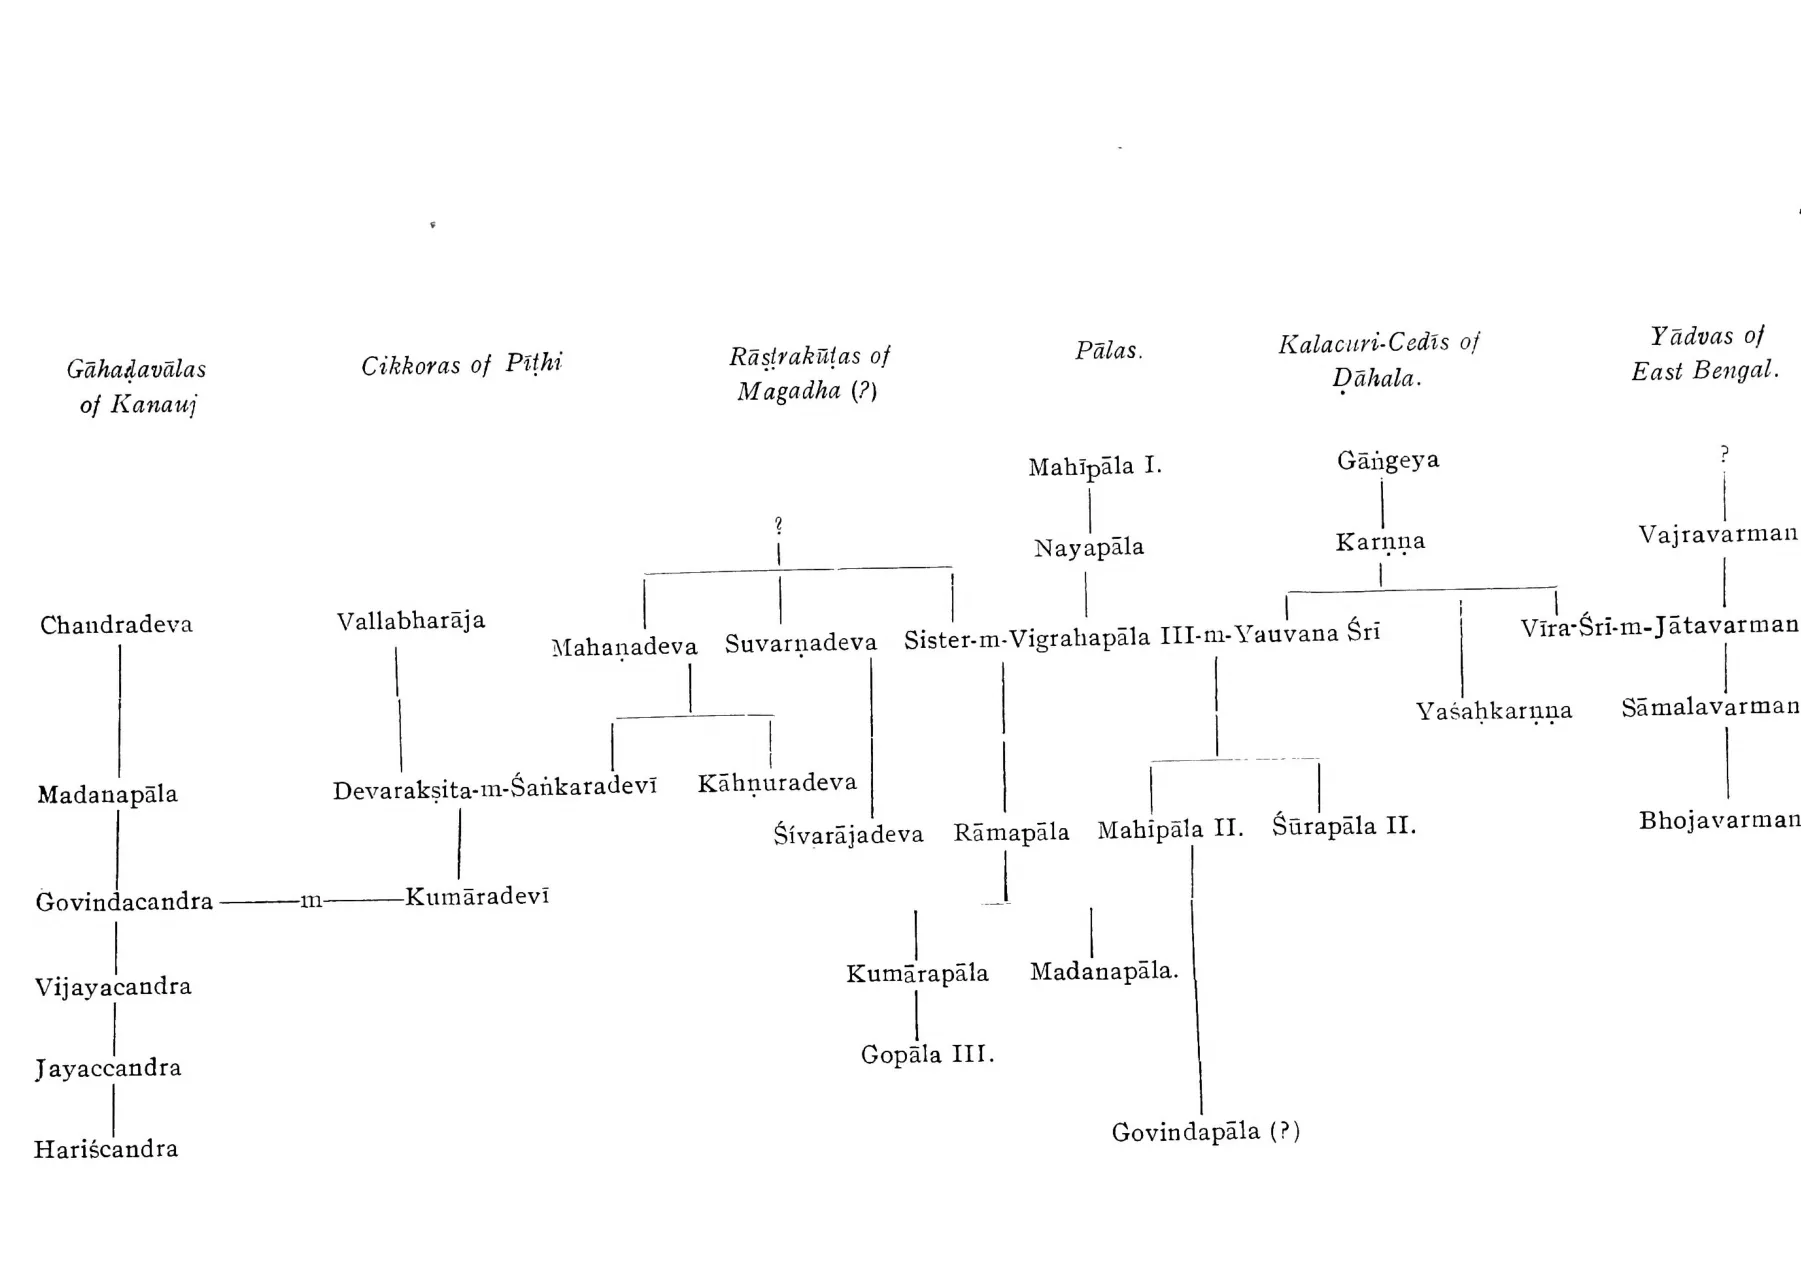 Gāhaḍavālas
of Kanauj
Cikkoras of Pīṭhi
Rāṣṭrakūṭas of
Magadha (?)
Pālas.
Kalacuri-Cedīs of
Ḍāhala.
Yādvas of
East Bengal.
Mahīpāla I.
Gāṅgeya
?
?
Nayapāla
Karṇṇa
Vajravarman
Chandradeva
Vallabharāja
Mahaṇadeva
Suvarṇadeva
Sister-m-Vigrahapāla III-m-Yauvana Śrī
Vīra-Śrī-m-Jātavarman
Yaśaḥkarṇṇa
Sāmalavarman
Madanapāla
Devarakṣita-m-Śaṅkaradevī
Kāhṇuradeva
Śívarājadeva
Rāmapāla
Mahīpāla II.
Śūrapāla II.
Bhojavarman
Govindacandra—m—Kumāradevī
Vijayacandra
Kumārapāla
Madanapāla.
Jayaccandra
Gopāla III.
Hariścandra
Govindapāla (?)